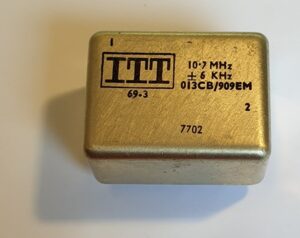 1
ITT
69·3
10·7 MHz
± 6 KHz
013CB/909EM
2
7702